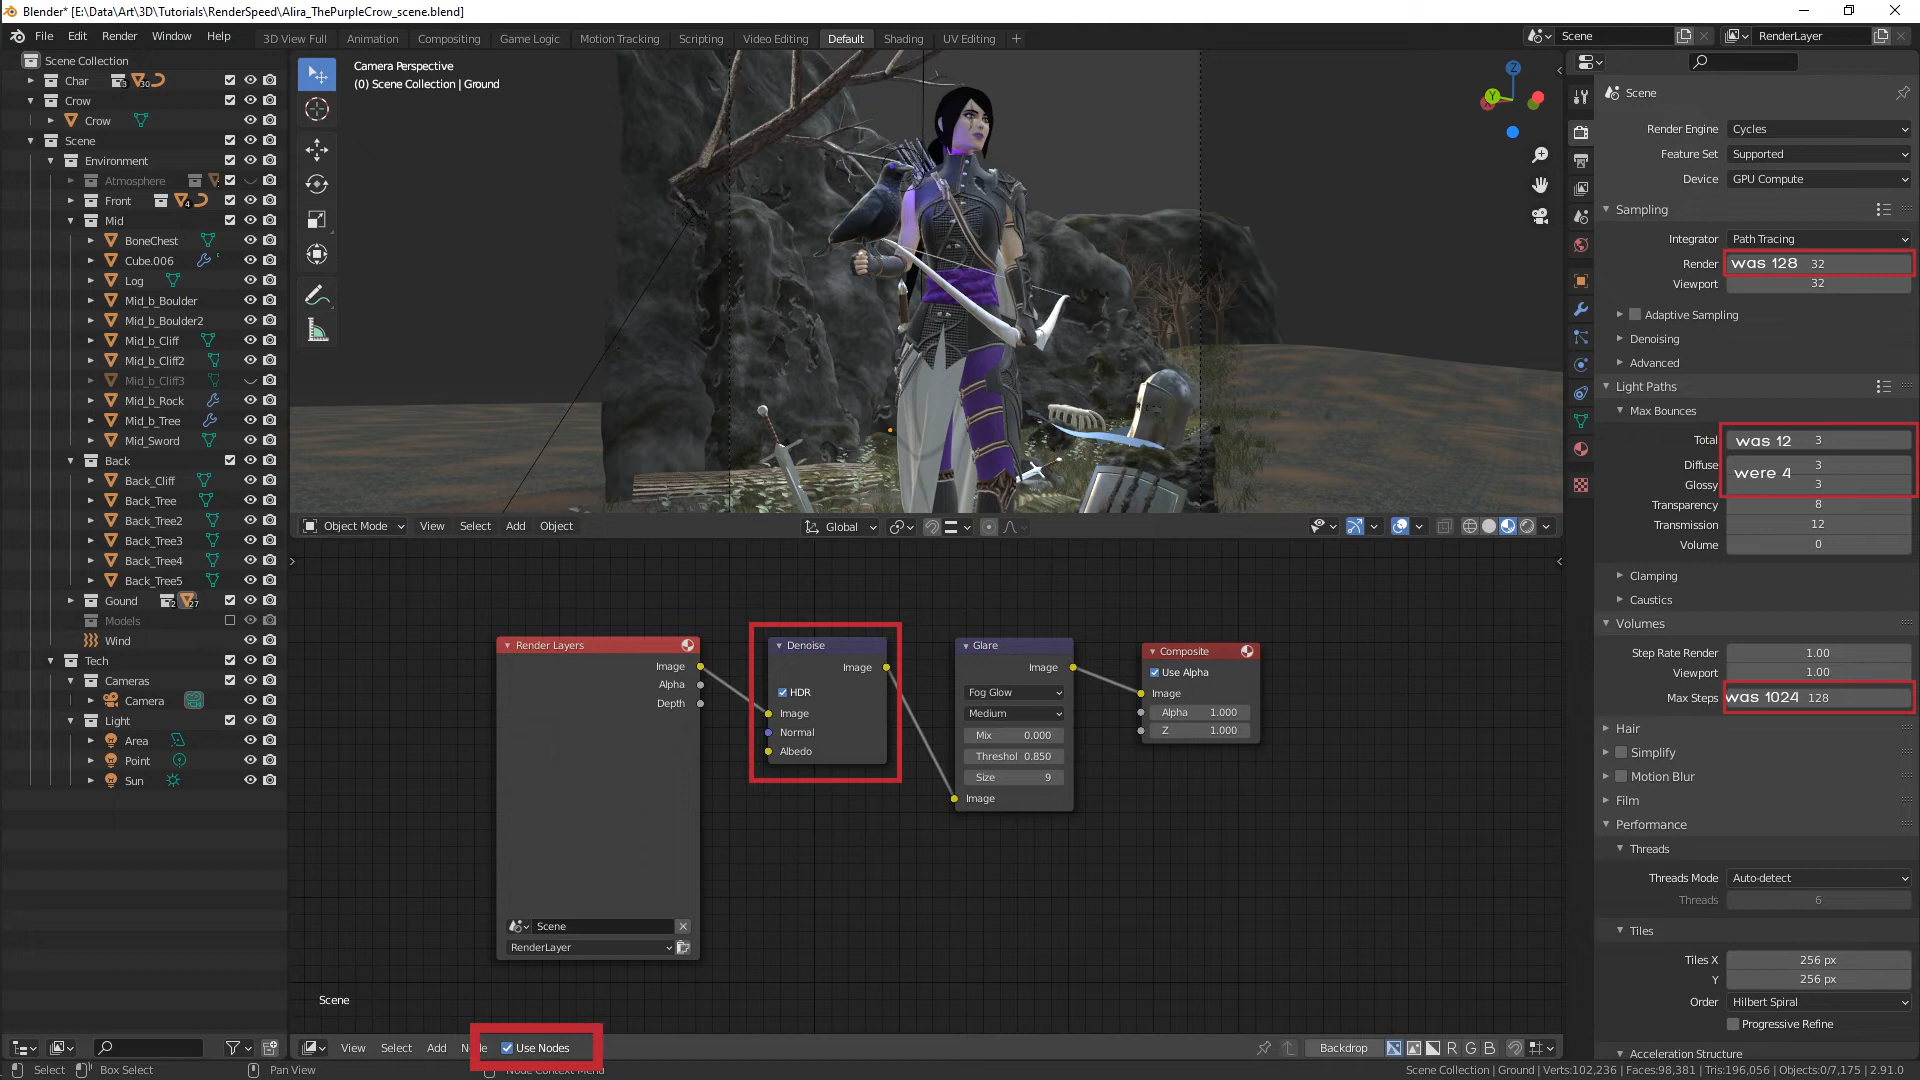 Blender* [E:\Data\Art\3D\Tutorials\RenderSpeed\Alira_ThePurpleCrow_scene.blend]
File Edit Render Window Help
3D View Full Animation Compositing Game Logic Motion Tracking Scripting Video Editing Default Shading UV Editing +
Scene
RenderLayer
Scene Collection
Char 3 30
Crow
Crow
Scene
Environment
Atmosphere
Front 4
Mid
BoneChest
Cube.006
Log
Mid_b_Boulder
Mid_b_Boulder2
Mid_b_Cliff
Mid_b_Cliff2
Mid_b_Cliff3
Mid_b_Rock
Mid_b_Tree
Mid_Sword
Back
Back_Cliff
Back_Tree
Back_Tree2
Back_Tree3
Back_Tree4
Back_Tree5
Gound 2 27
Models
Wind
Tech
Cameras
Camera
Light
Area
Point
Sun
Camera Perspective
(0) Scene Collection | Ground
Z
Y
Object Mode View Select Add Object
Global
Render Layers
Image
Alpha
Depth
Scene
RenderLayer
Denoise
Image
HDR
Image
Normal
Albedo
Glare
Image
Fog Glow
Medium
Mix 0.000
Threshol 0.850
Size 9
Image
Composite
Use Alpha
Image
Alpha 1.000
Z 1.000
Scene
View Select Add Use Nodes
Backdrop
R G B
Scene
Render Engine Cycles
Feature Set Supported
Device GPU Compute
Sampling
Integrator Path Tracing
Render was 128 32
Viewport 32
Adaptive Sampling
Denoising
Advanced
Light Paths
Max Bounces
Total was 12 3
Diffuse 3
were 4
Glossy 3
Transparency 8
Transmission 12
Volume 0
Clamping
Caustics
Volumes
Step Rate Render 1.00
Viewport 1.00
Max Steps was 1024 128
Hair
Simplify
Motion Blur
Film
Performance
Threads
Threads Mode Auto-detect
Threads 6
Tiles
Tiles X 256 px
Y 256 px
Order Hilbert Spiral
Progressive Refine
Acceleration Structure
Select Box Select Pan View Node Context Menu
Scene Collection | Ground | Verts:102,236 | Faces:98,381 | Tris:196,056 | Objects:0/7,175 | 2.91.0